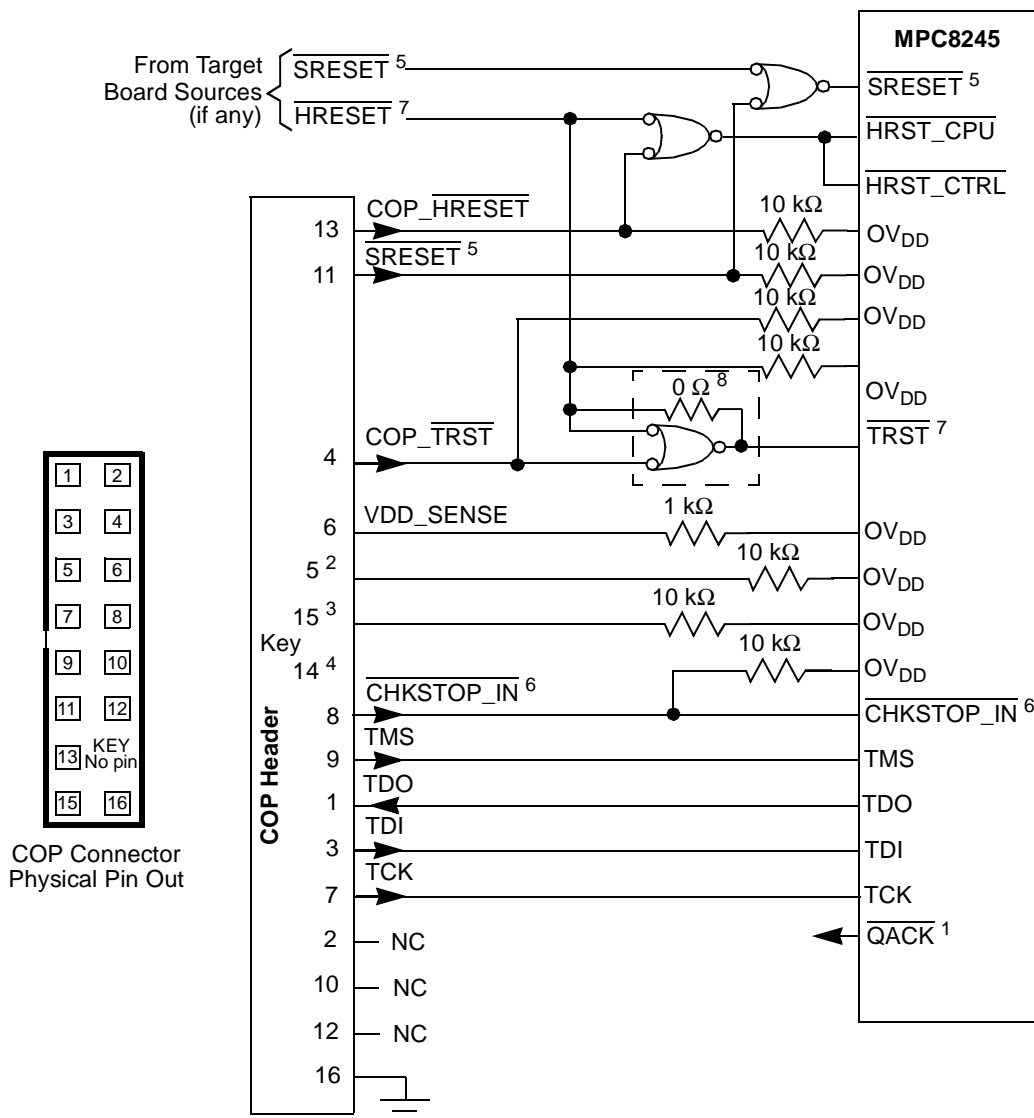 MPC8245
From Target
Board Sources
(if any)
SRESET 5
HRESET 7
SRESET 5
HRST_CPU
HRST_CTRL
13
COP_HRESET
10 kΩ
OVDD
11
SRESET 5
10 kΩ
OVDD
10 kΩ
OVDD
10 kΩ
OVDD
0 Ω 8
4
COP_TRST
TRST 7
6
VDD_SENSE
1 kΩ
OVDD
5 2
10 kΩ
OVDD
15 3
10 kΩ
OVDD
Key
14 4
10 kΩ
OVDD
8
CHKSTOP_IN 6
CHKSTOP_IN 6
9
TMS
TMS
1
TDO
TDO
3
TDI
TDI
7
TCK
TCK
QACK 1
2
NC
10
NC
12
NC
16
COP Header
1 2
3 4
5 6
7 8
9 10
11 12
13 KEY
No pin
15 16
COP Connector
Physical Pin Out